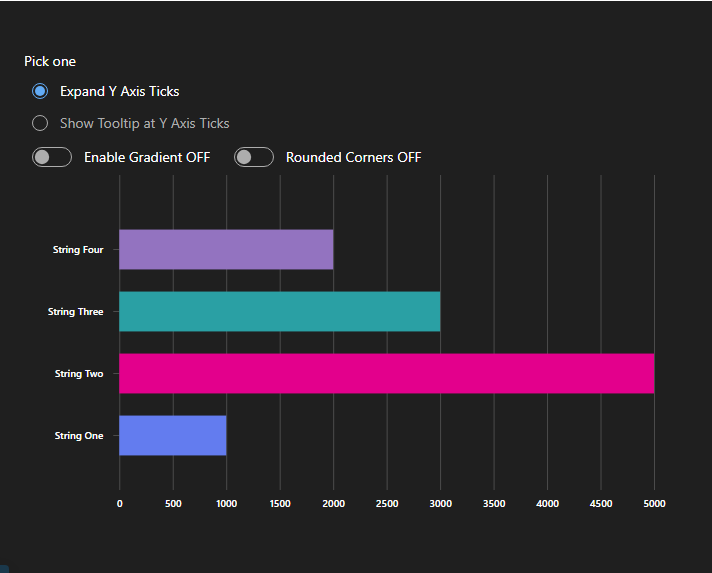 Pick one
Expand Y Axis Ticks
Show Tooltip at Y Axis Ticks
Enable Gradient OFF Rounded Corners OFF
String Four
String Three
String Two
String One
0 500 1000 1500 2000 2500 3000 3500 4000 4500 5000